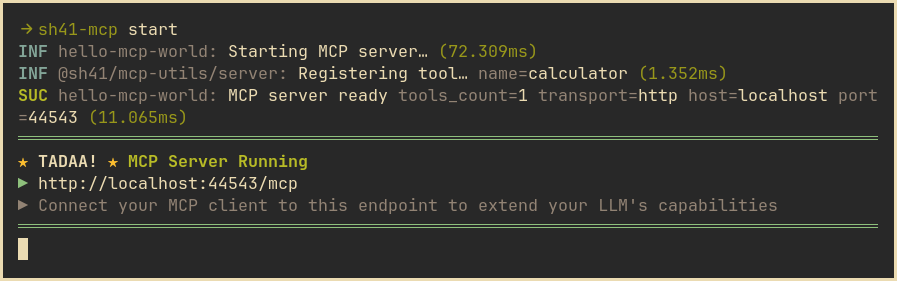 → sh41-mcp start
INF hello-mcp-world: Starting MCP server… (72.309ms)
INF @sh41/mcp-utils/server: Registering tool… name=calculator (1.352ms)
SUC hello-mcp-world: MCP server ready tools_count=1 transport=http host=localhost port
=44543 (11.065ms)
★ TADAA! ★ MCP Server Running
▶ http://localhost:44543/mcp
▶ Connect your MCP client to this endpoint to extend your LLM's capabilities